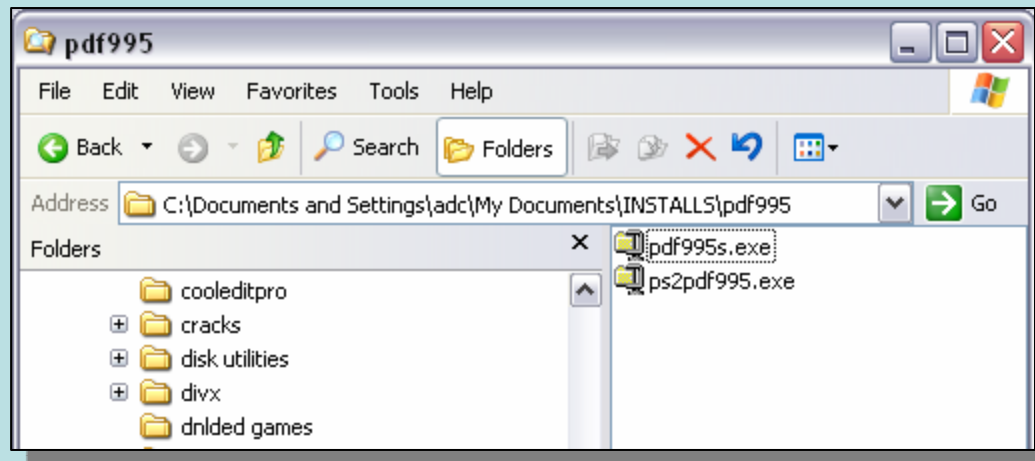 pdf995
File Edit View Favorites Tools Help
Back Search Folders
Address C:\Documents and Settings\adc\My Documents\INSTALLS\pdf995 Go
Folders
cooleditpro
cracks
disk utilities
divx
dnlded games
pdf995s.exe
ps2pdf995.exe